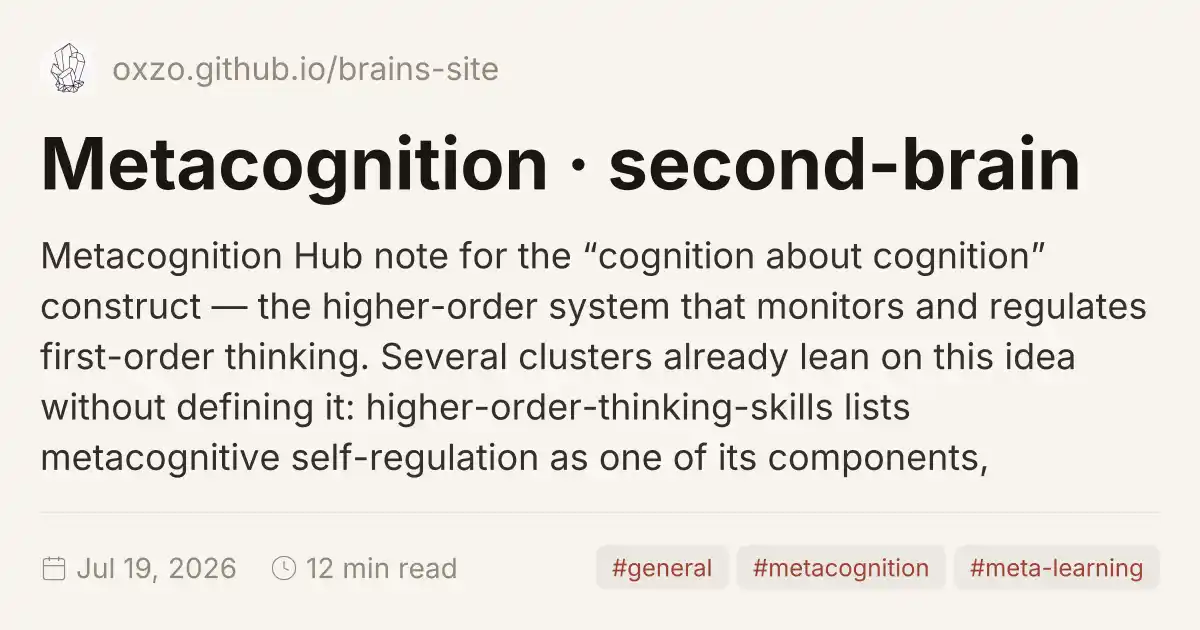 oxzo.github.io/brains-site
Metacognition · second-brain
Metacognition Hub note for the “cognition about cognition”
construct — the higher-order system that monitors and regulates
first-order thinking. Several clusters already lean on this idea
without defining it: higher-order-thinking-skills lists
metacognitive self-regulation as one of its components,
Jul 19, 2026 12 min read #general #metacognition #meta-learning